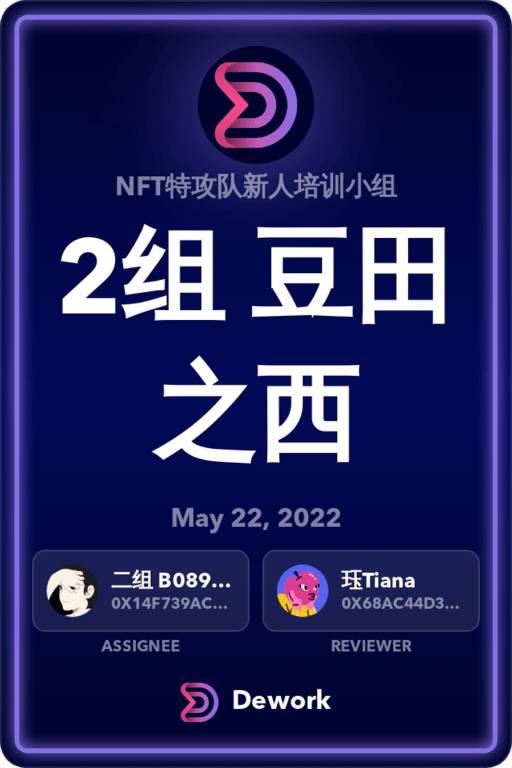 NFT特攻队新人培训小组
2组 豆田
之西
May 22, 2022
二组 B089...
0X14F739AC...
ASSIGNEE
珏Tiana
0X68AC44D3...
REVIEWER
Dework